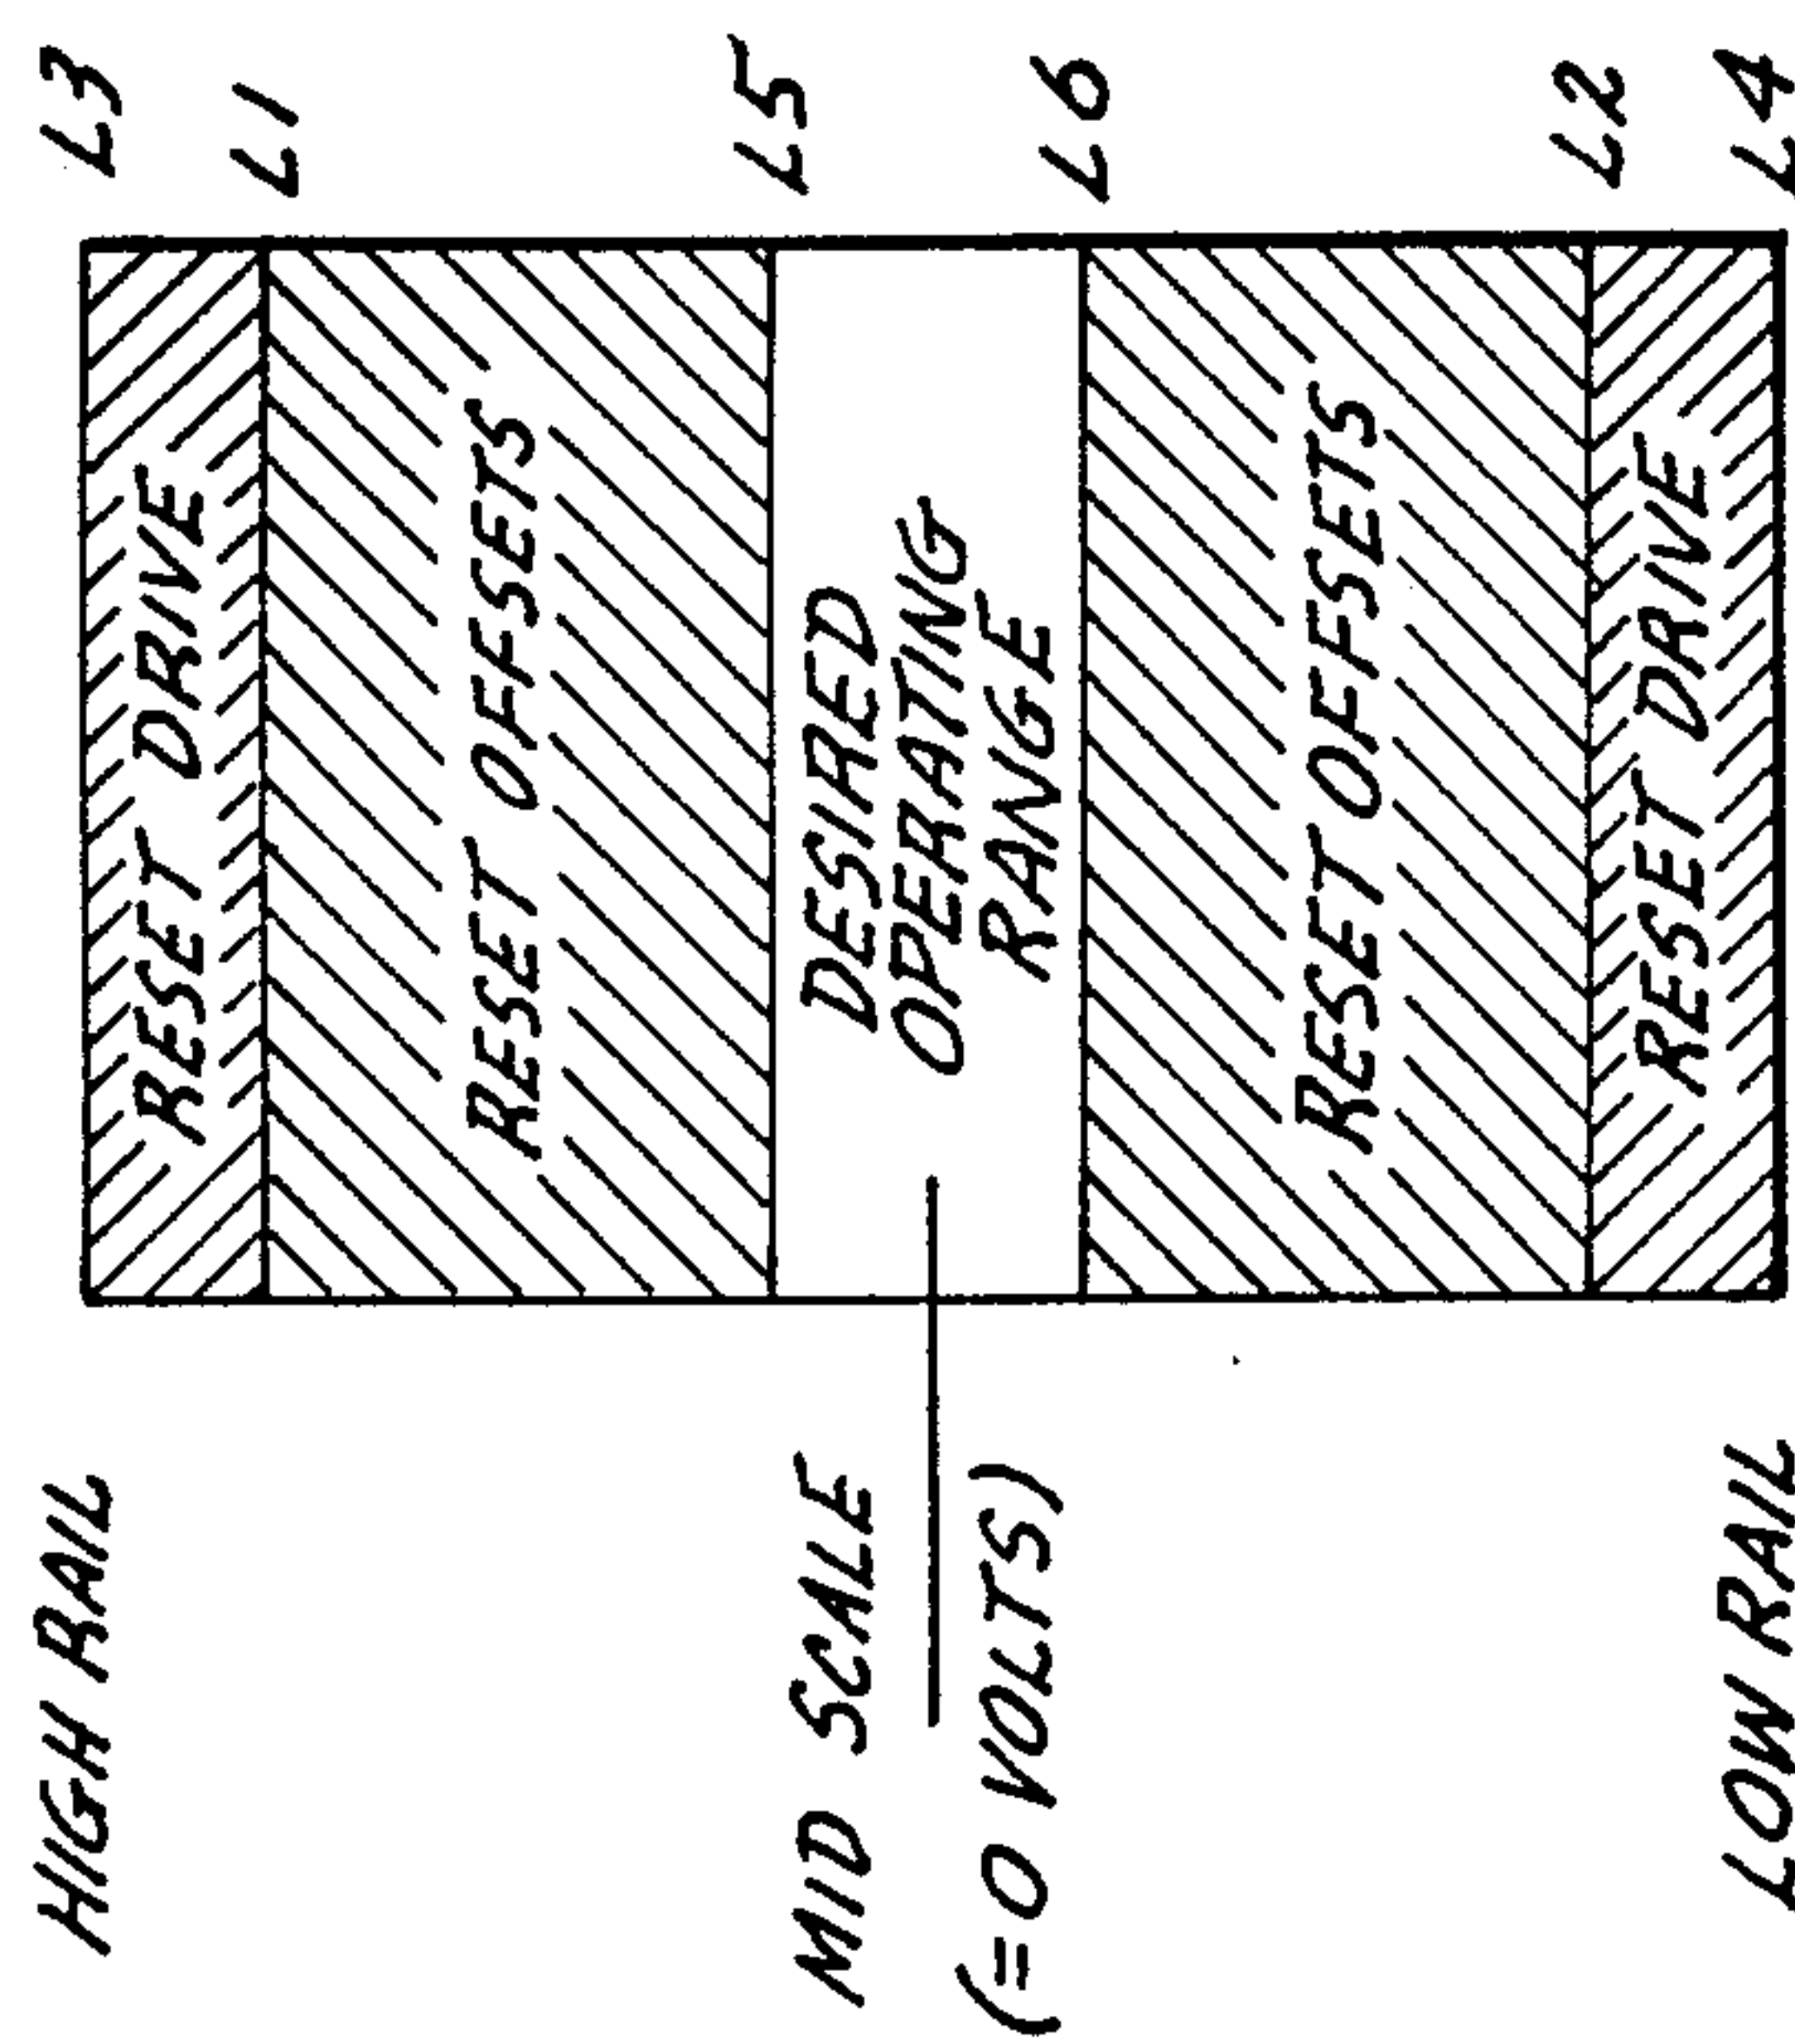 HIGH RAIL
L3
RESET DRIVE
L1
RESET OFFSETS
L5
MID SCALE
(=0 VOLTS)
DESIRED
OPERATING
RANGE
L6
RESET OFFSETS
L2
RESET DRIVE
LOW RAIL
L4